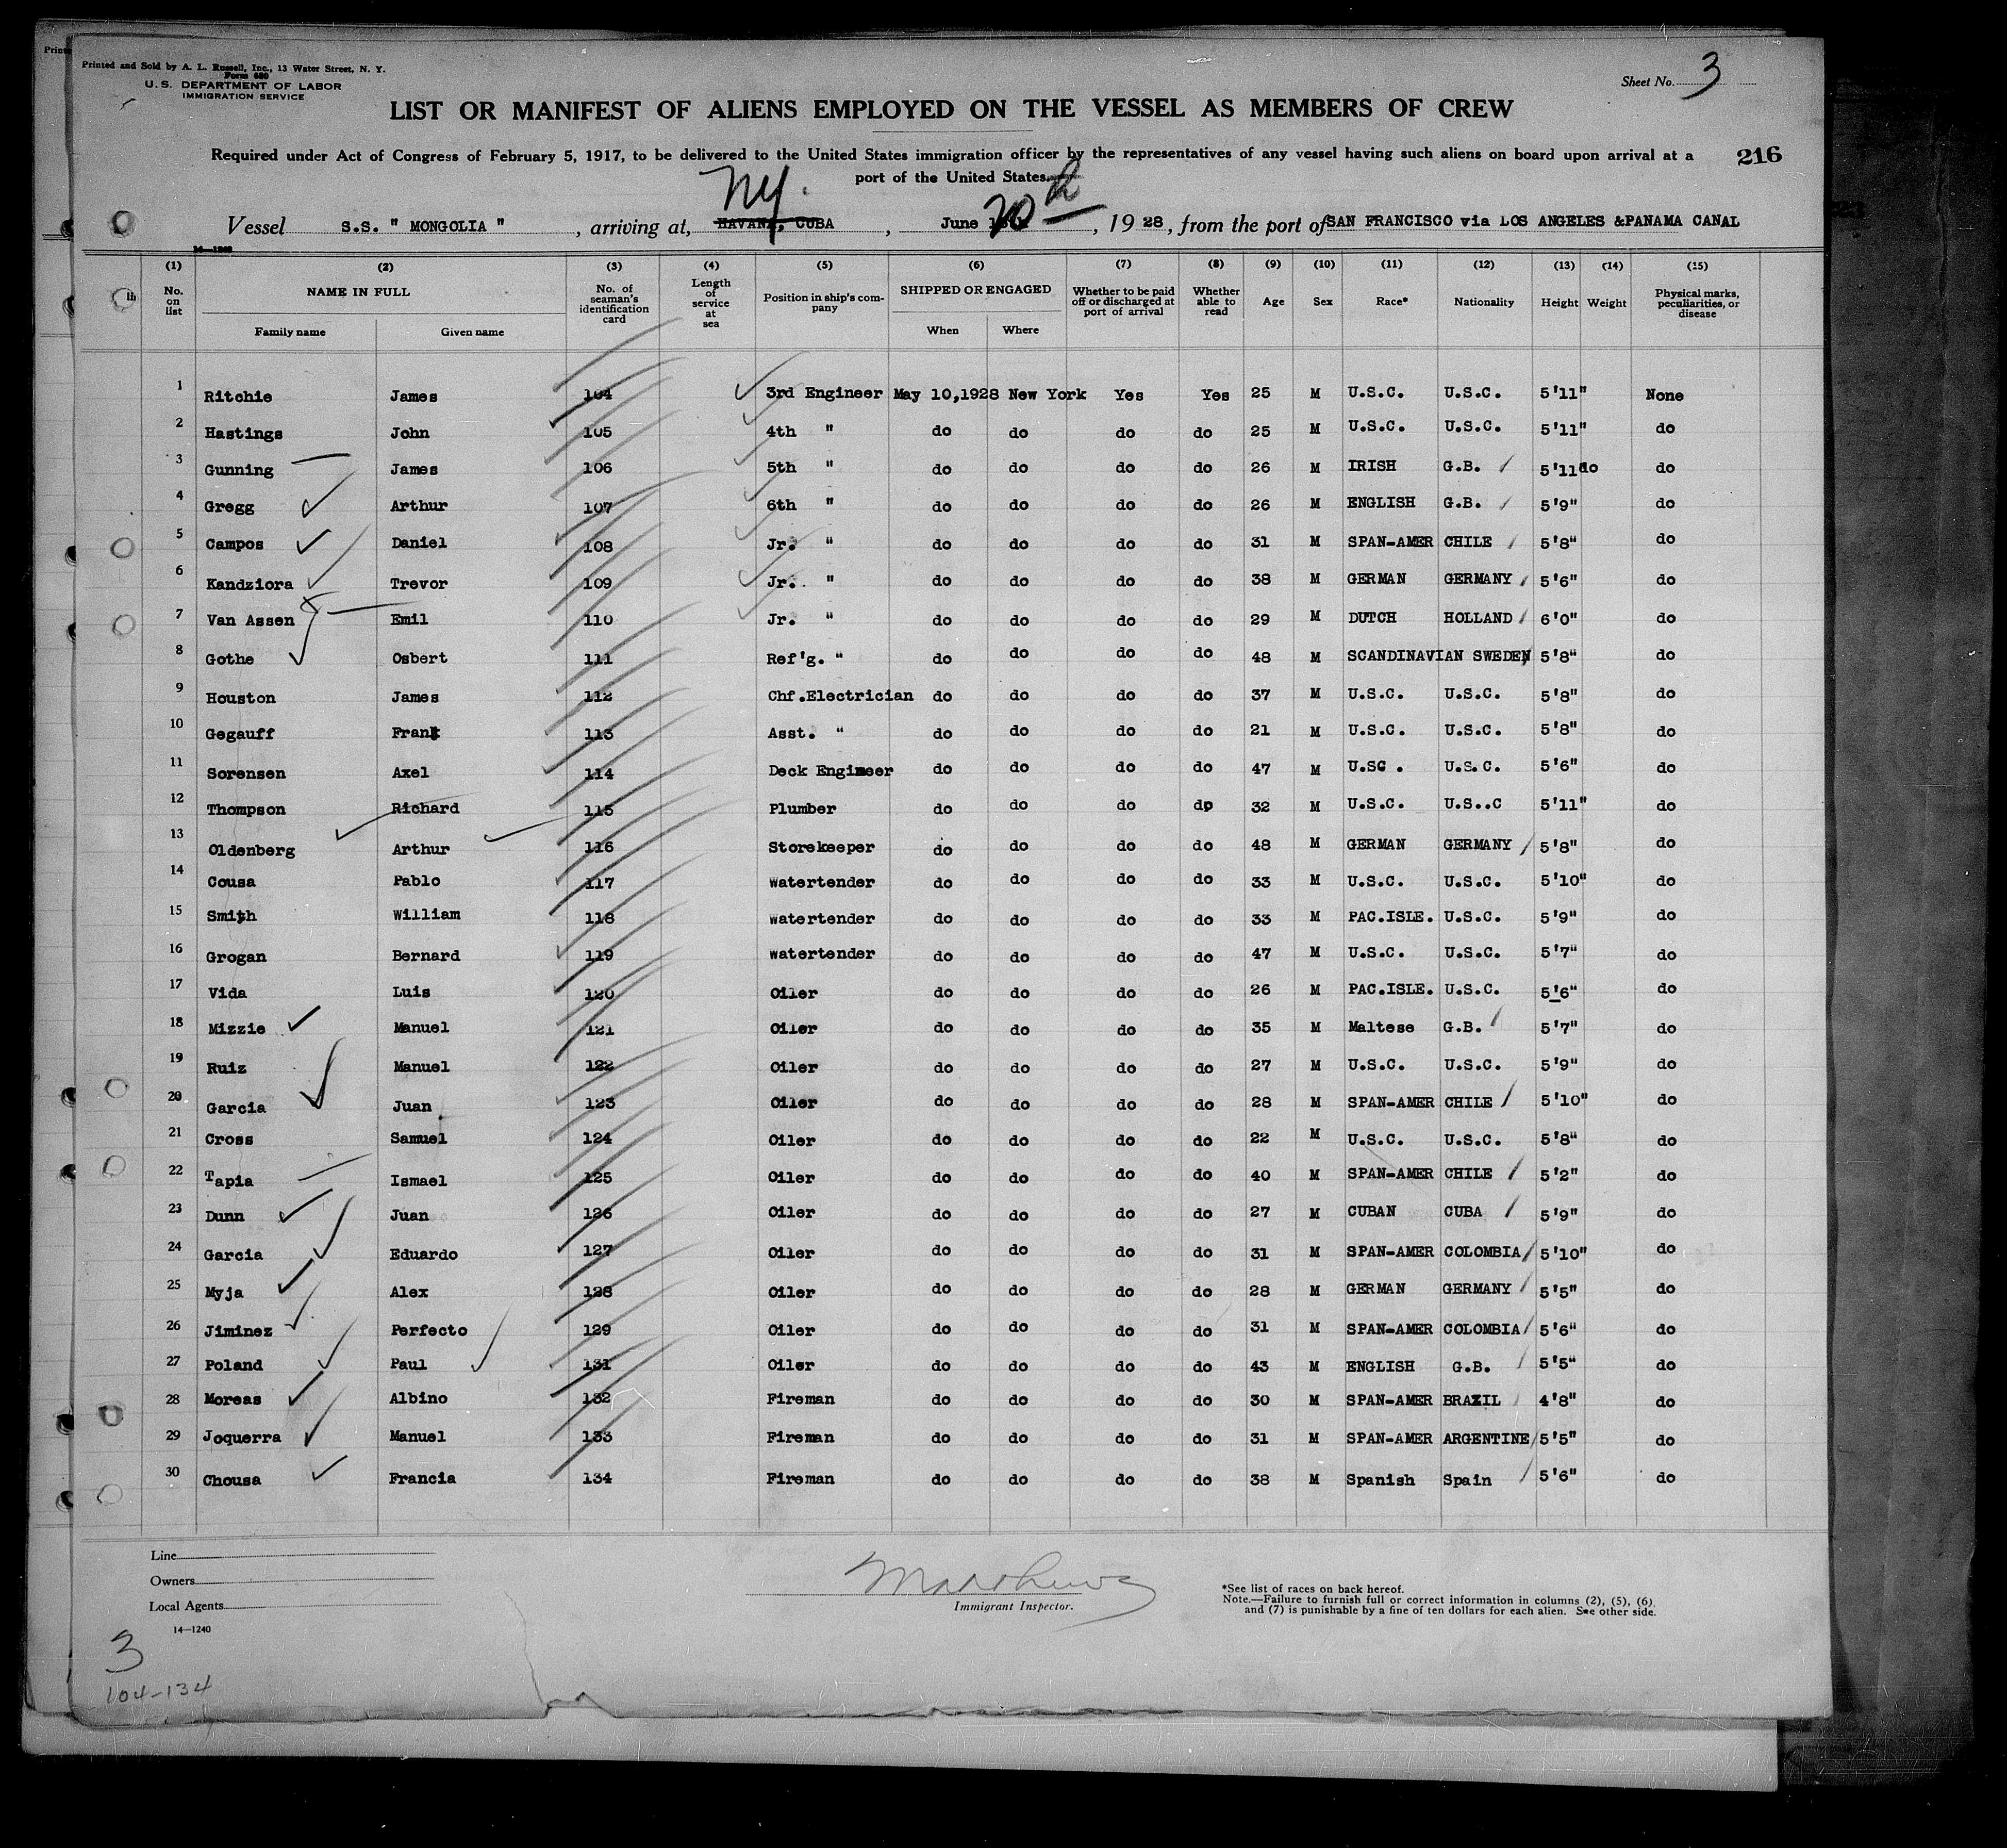 Printed and Sold by A. L. Russell, Inc., 13 Water Street, N. Y.
Form 680
U. S. DEPARTMENT OF LABOR
IMMIGRATION SERVICE
Sheet No. 3
LIST OR MANIFEST OF ALIENS EMPLOYED ON THE VESSEL AS MEMBERS OF CREW
Required under Act of Congress of February 5, 1917, to be delivered to the United States immigration officer by the representatives of any vessel having such aliens on board upon arrival at a
port of the United States.
216
NY.
Vessel S.S. " MONGOLIA " , arriving at, HAVANA, CUBA , June 20th , 19 28 , from the port of SAN FRANCISCO via LOS ANGELES &PANAMA CANAL
(1) (2) (3) (4) (5) (6) (7) (8) (9) (10) (11) (12) (13) (14) (15)
No. on list NAME IN FULL Family name Given name No. of seaman's identification card Length of service at sea Position in ship's company SHIPPED OR ENGAGED When Where Whether to be paid off or discharged at port of arrival Whether able to read Age Sex Race* Nationality Height Weight Physical marks, peculiarities, or disease
1 Ritchie James 104 3rd Engineer May 10,1928 New York Yes Yes 25 M U.S.C. U.S.C. 5'11" None
2 Hastings John 105 4th " do do do do 25 M U.S.C. U.S.C. 5'11" do
3 Gunning James 106 5th " do do do do 26 M IRISH G.B. 5'11 do do
4 Gregg Arthur 107 6th " do do do do 26 M ENGLISH G.B. 5'9" do
5 Campos Daniel 108 Jr. " do do do do 31 M SPAN-AMER CHILE 5'8" do
6 Kandziora Trevor 109 Jr. " do do do do 38 M GERMAN GERMANY 5'6" do
7 Van Assen Emil 110 Jr. " do do do do 29 M DUTCH HOLLAND 6'0" do
8 Gothe Osbert 111 Ref'g. " do do do do 48 M SCANDINAVIAN SWEDEN 5'8" do
9 Houston James 112 Chf.Electrician do do do do 37 M U.S.C. U.S.C. 5'8" do
10 Gegauff Frank 113 Asst. " do do do do 21 M U.S.C. U.S.C. 5'8" do
11 Sorensen Axel 114 Deck Engineer do do do do 47 M U.SC . U.S.C. 5'6" do
12 Thompson Richard 115 Plumber do do do do 32 M U.S.C. U.S..C 5'11" do
13 Oldenberg Arthur 116 Storekeeper do do do do 48 M GERMAN GERMANY 5'8" do
14 Cousa Pablo 117 Watertender do do do do 33 M U.S.C. U.S.C. 5'10" do
15 Smith William 118 Watertender do do do do 33 M PAC.ISLE. U.S.C. 5'9" do
16 Grogan Bernard 119 Watertender do do do do 47 M U.S.C. U.S.C. 5'7" do
17 Vida Luis 120 Oiler do do do do 26 M PAC.ISLE. U.S.C. 5'6" do
18 Mizzie Manuel 121 Oiler do do do do 35 M Maltese G.B. 5'7" do
19 Ruiz Manuel 122 Oiler do do do do 27 M U.S.C. U.S.C. 5'9" do
20 Garcia Juan 123 Oiler do do do do 28 M SPAN-AMER CHILE 5'10" do
21 Cross Samuel 124 Oiler do do do do 22 M U.S.C. U.S.C. 5'8" do
22 Tapia Ismael 125 Oiler do do do do 40 M SPAN-AMER CHILE 5'2" do
23 Dunn Juan 126 Oiler do do do do 27 M CUBAN CUBA 5'9" do
24 Garcia Eduardo 127 Oiler do do do do 31 M SPAN-AMER COLOMBIA 5'10" do
25 Myja Alex 128 Oiler do do do do 28 M GERMAN GERMANY 5'5" do
26 Jiminez Perfecto 129 Oiler do do do do 31 M SPAN-AMER COLOMBIA 5'6" do
27 Poland Paul 131 Oiler do do do do 43 M ENGLISH G.B. 5'5" do
28 Moreas Albino 132 Fireman do do do do 30 M SPAN-AMER BRAZIL 4'8" do
29 Joquerra Manuel 133 Fireman do do do do 31 M SPAN-AMER ARGENTINE 5'5" do
30 Chousa Francia 134 Fireman do do do do 38 M Spanish Spain 5'6" do
Line
Owners
Local Agents
14—1240
Matthews
Immigrant Inspector.
*See list of races on back hereof.
Note.—Failure to furnish full or correct information in columns (2), (5), (6),
and (7) is punishable by a fine of ten dollars for each alien. See other side.
3
104-134